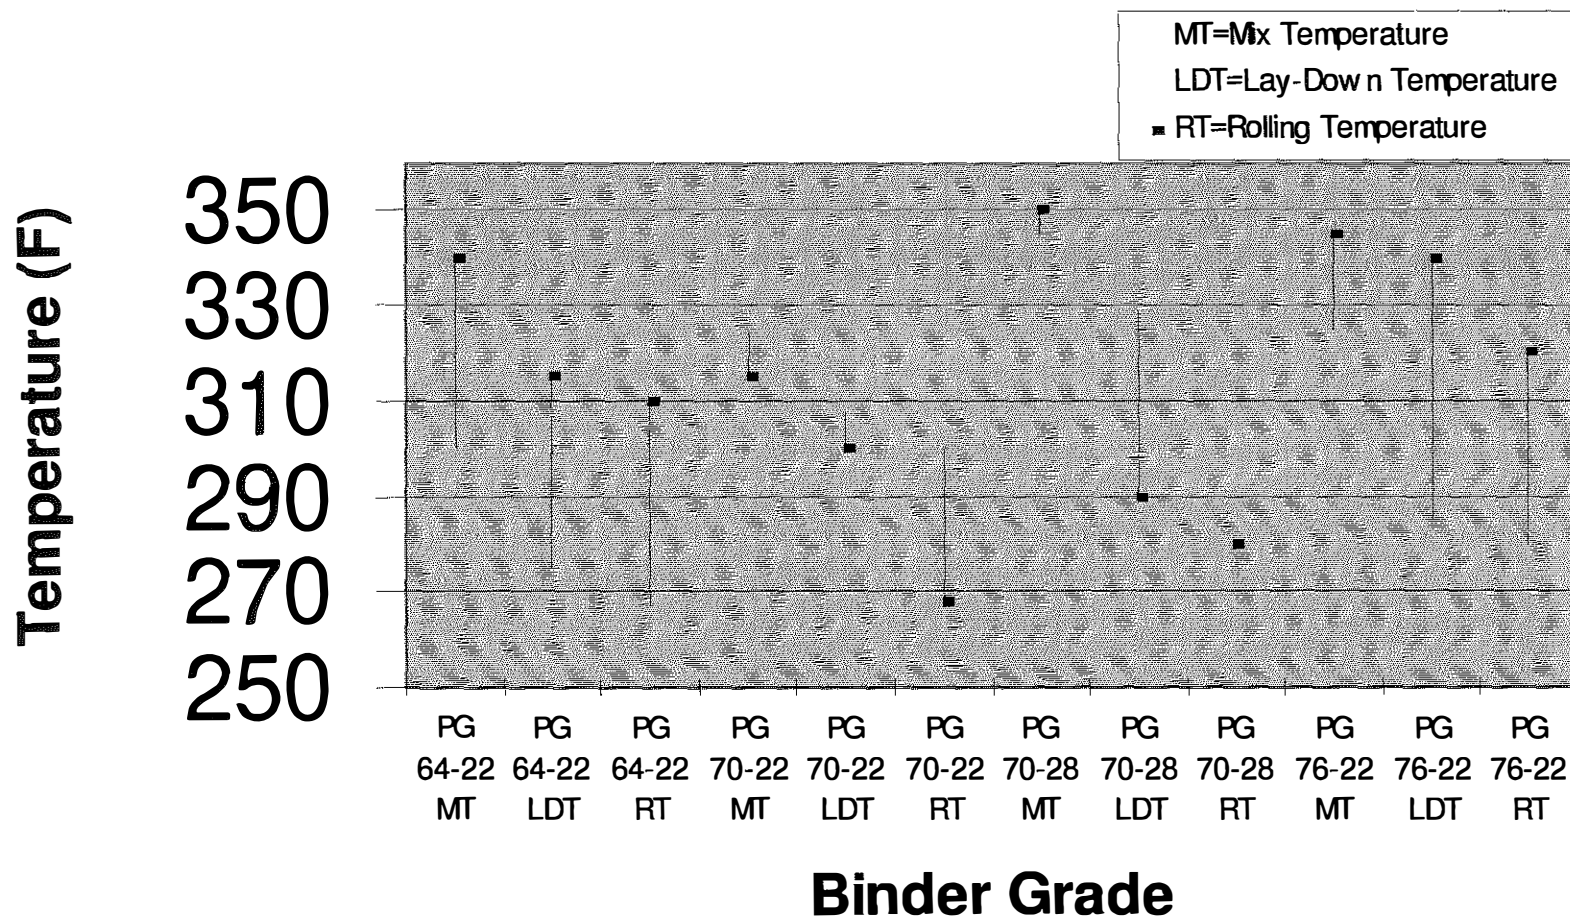 MT=Mix Temperature
LDT=Lay-Down Temperature
RT=Rolling Temperature
Temperature (F)
350
330
310
290
270
250
PG PG PG PG PG PG PG PG PG PG PG PG
64-22 64-22 64-22 70-22 70-22 70-22 70-28 70-28 70-28 76-22 76-22 76-22
MT LDT RT MT LDT RT MT LDT RT MT LDT RT
Binder Grade